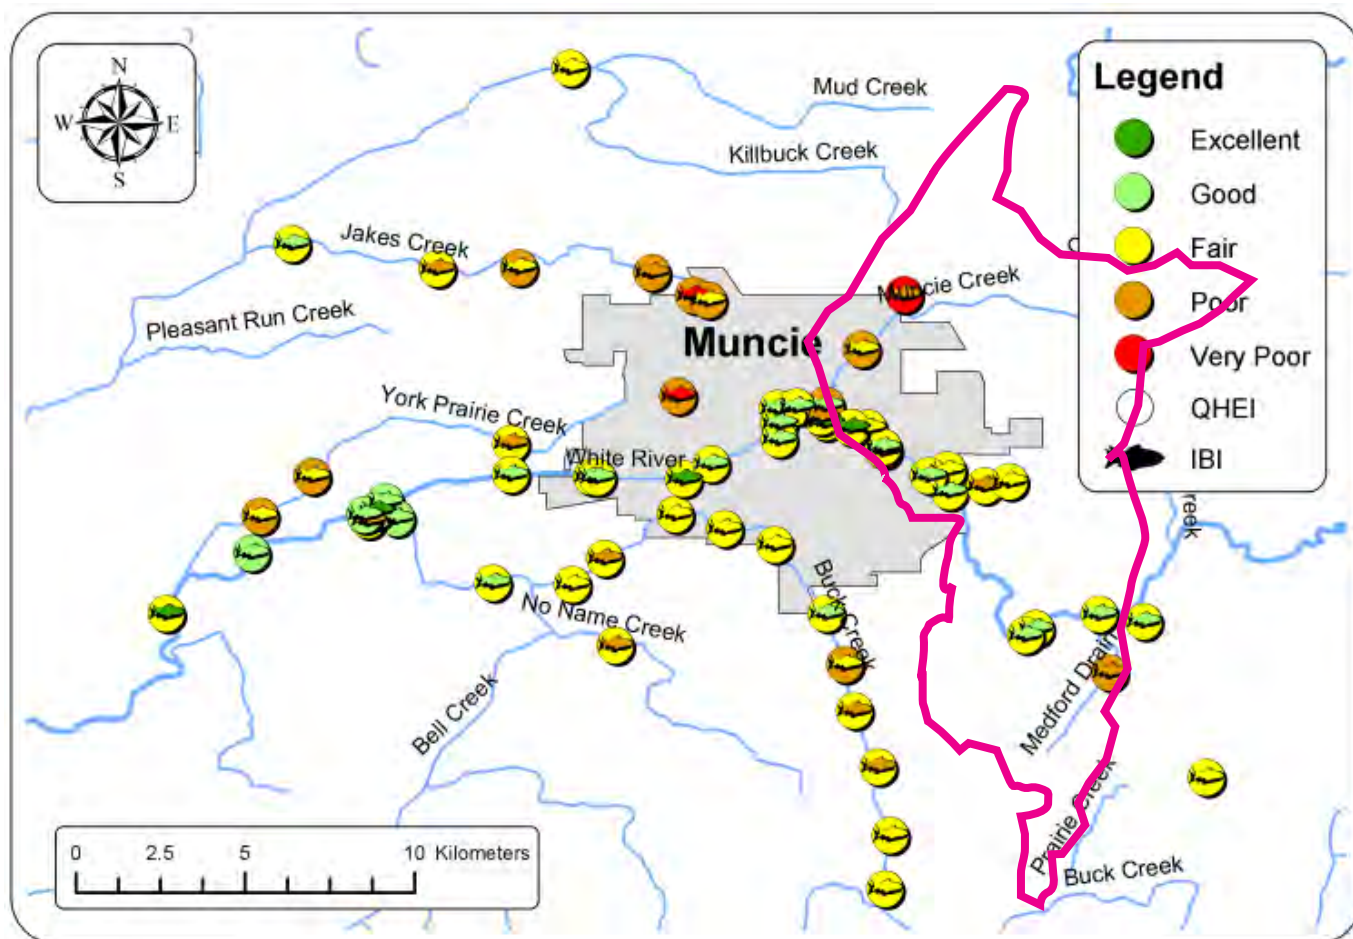 N
W
E
S
Mud Creek
Killbuck Creek
Jakes Creek
Pleasant Run Creek
Muncie Creek
Muncie
York Prairie Creek
White River
Buck Creek
No Name Creek
Bell Creek
Medford Drain
Prairie Creek
Buck Creek
Legend
Excellent
Good
Fair
Poor
Very Poor
QHEI
IBI
0 2.5 5 10 Kilometers